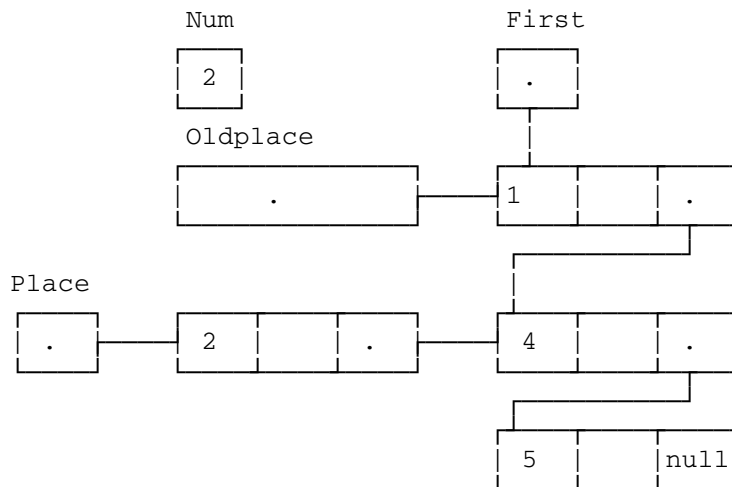 Num First
2 .
Oldplace
. 1 .
Place
. 2 . 4 .
5 null